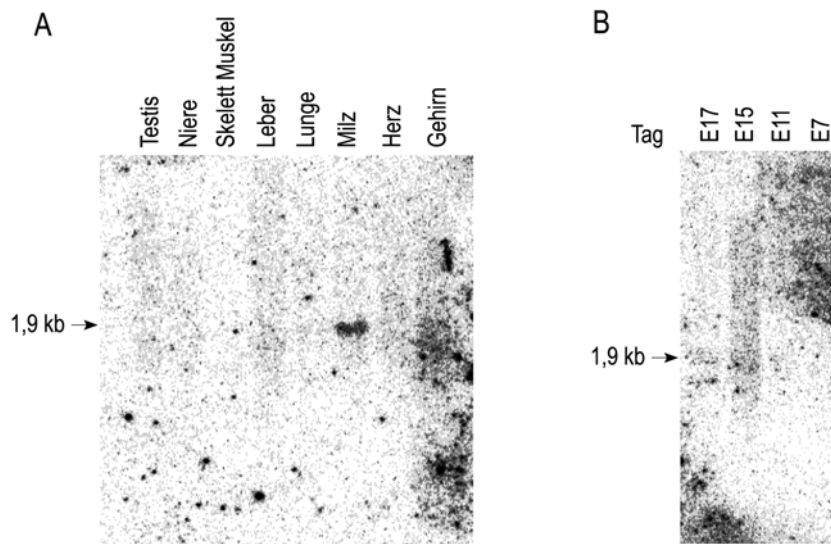 A
Testis
Niere
Skelett Muskel
Leber
Lunge
Milz
Herz
Gehirn
1,9 kb
B
Tag
E17
E15
E11
E7
1,9 kb